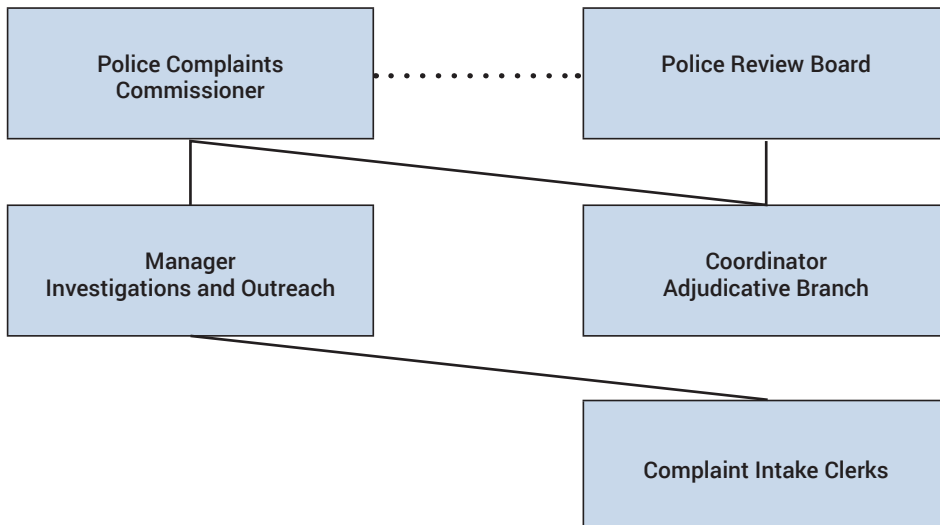 Police Complaints
Commissioner
Police Review Board
Manager
Investigations and Outreach
Coordinator
Adjudicative Branch
Complaint Intake Clerks